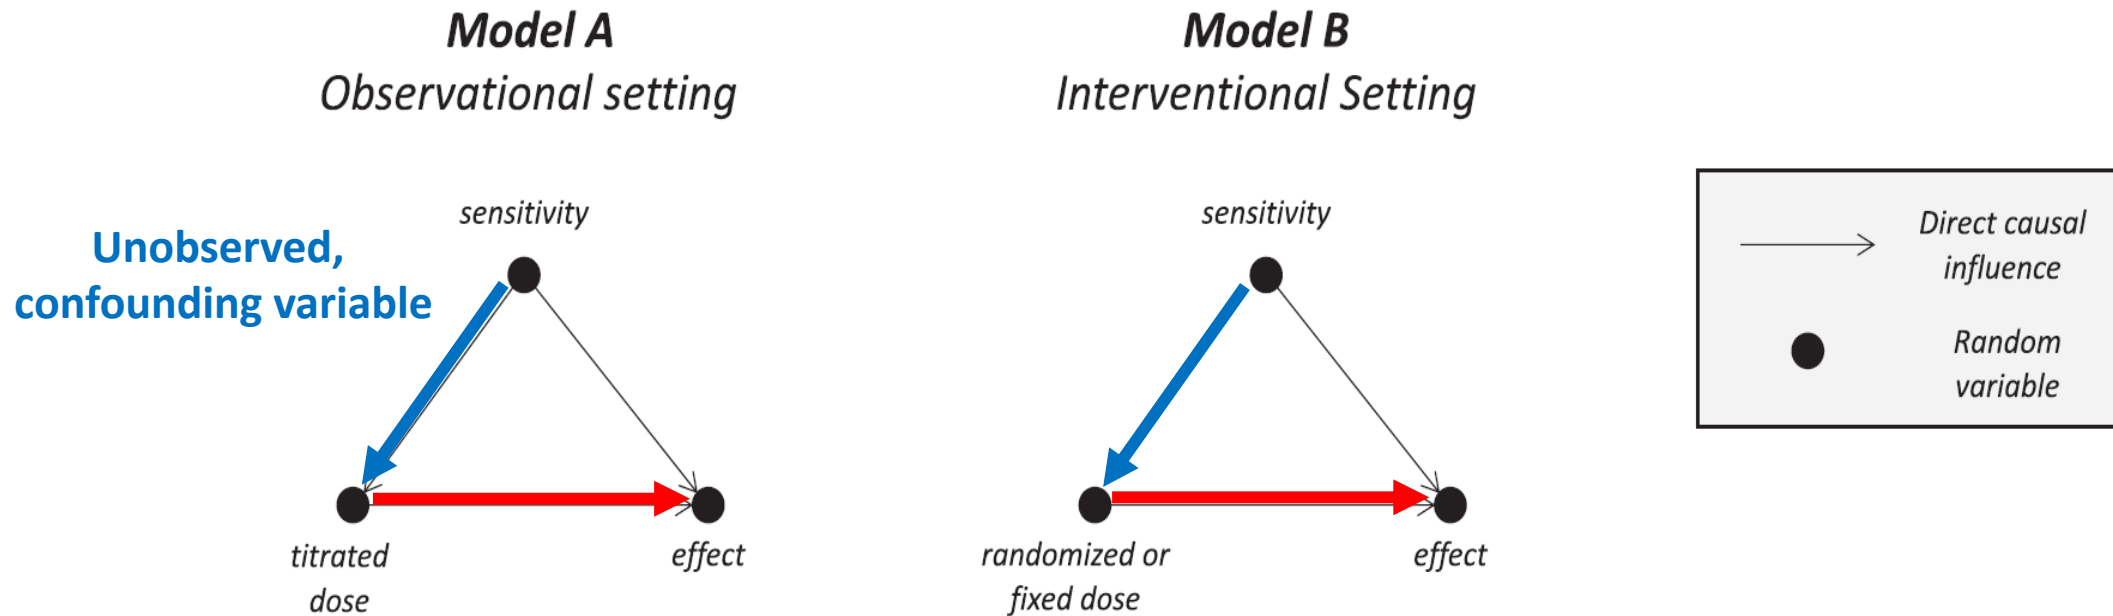 Model A
Observational setting
sensitivity
Unobserved,
confounding variable
titrated
dose
effect
Model B
Interventional Setting
sensitivity
randomized or
fixed dose
effect
Direct causal
influence
Random
variable